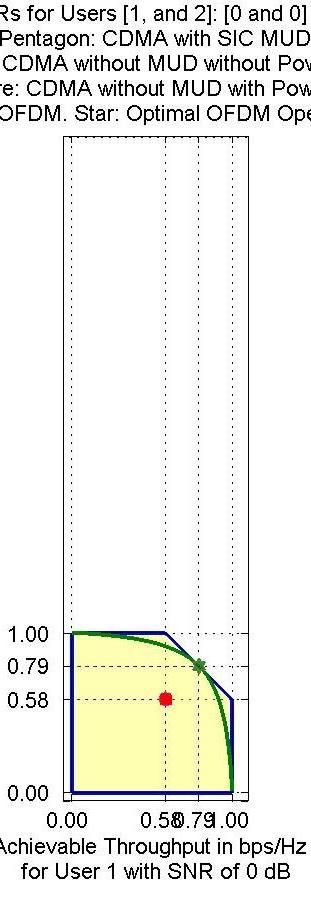 Rs for Users [1, and 2]: [0 and 0]
Pentagon: CDMA with SIC MUD
CDMA without MUD without Pow
re: CDMA without MUD with Pow
OFDM. Star: Optimal OFDM Ope
1.00
0.79
0.58
0.00
0.00 0.58 0.79 1.00
Achievable Throughput in bps/Hz
for User 1 with SNR of 0 dB